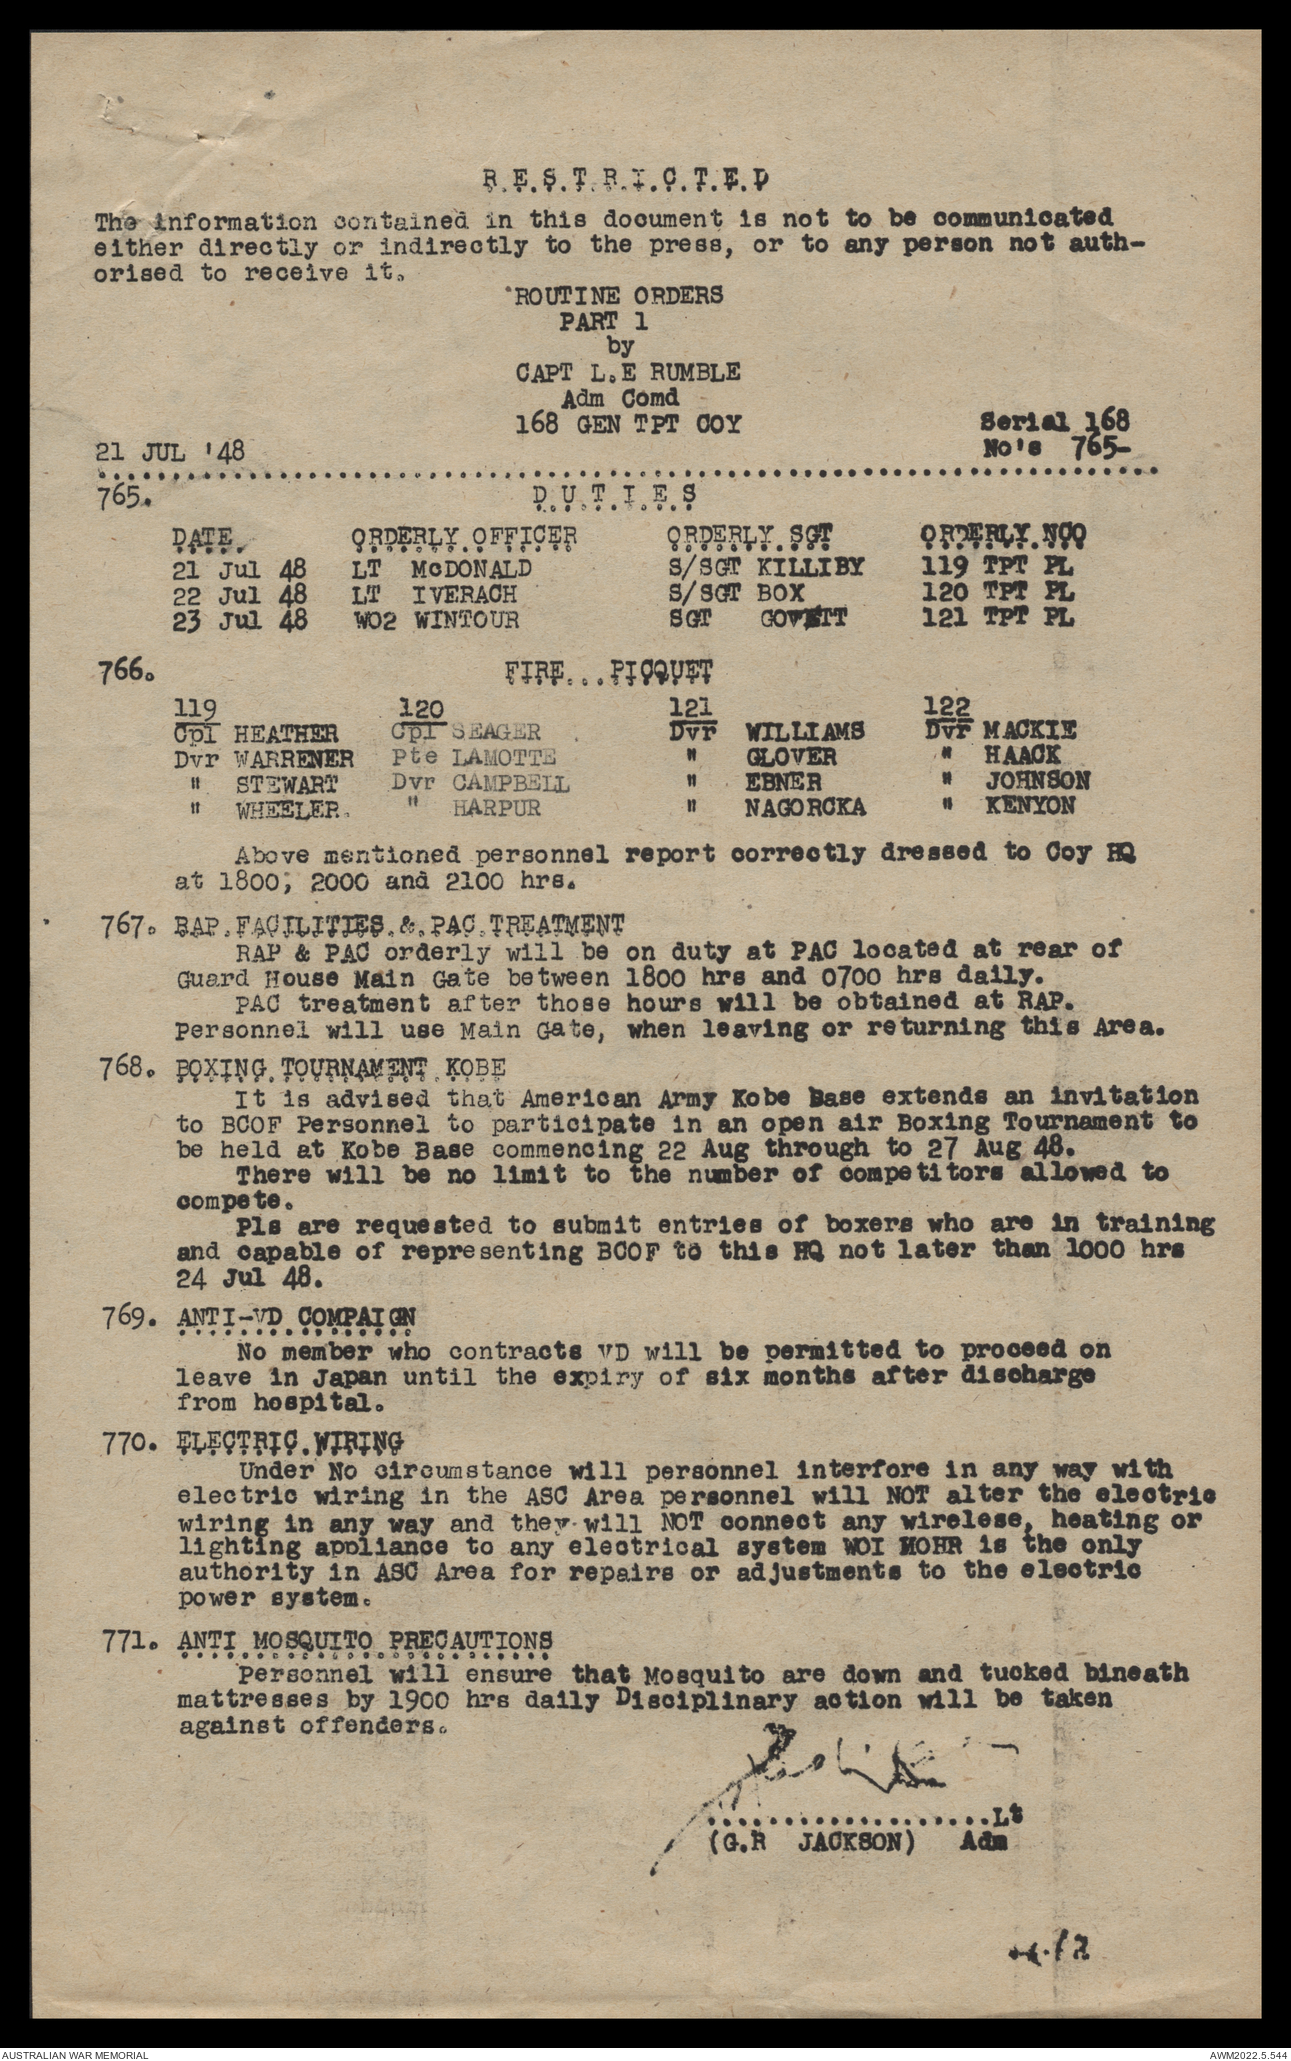 R.E.S.T.R.I.C.T.E.D
The information contained in this document is not to be communicated
either directly or indirectly to the press, or to any person not auth-
orised to receive it.
ROUTINE ORDERS
PART 1
by
CAPT L.E RUMBLE
Adm Comd
168 GEN TPT COY
Serial 168
21 JUL '48
No's 765-
765. D.U.T.I.E.S
DATE. ORDERLY.OFFICER ORDERLY.SGT ORDERLY.NCO
21 Jul 48 LT McDONALD S/SGT KILLIBY 119 TPT PL
22 Jul 48 LT IVERACH S/SGT BOX 120 TPT PL
23 Jul 48 WO2 WINTOUR SGT GOVETT 121 TPT PL
766. FIRE...PICQUET
119 120 121 122
Cpl HEATHER Cpl SEAGER Dvr WILLIAMS Dvr MACKIE
Dvr WARRENER Pte LAMOTTE " GLOVER " HAACK
" STEWART Dvr CAMPBELL " EBNER " JOHNSON
" WHEELER. " HARPUR " NAGORCKA " KENYON
Above mentioned personnel report correctly dressed to Coy HQ
at 1800, 2000 and 2100 hrs.
767. RAP.FACILITIES.&.PAC.TREATMENT
RAP & PAC orderly will be on duty at PAC located at rear of
Guard House Main Gate between 1800 hrs and 0700 hrs daily.
PAC treatment after those hours will be obtained at RAP.
Personnel will use Main Gate, when leaving or returning this Area.
768. BOXING.TOURNAMENT.KOBE
It is advised that American Army Kobe Base extends an invitation
to BCOF Personnel to participate in an open air Boxing Tournament to
be held at Kobe Base commencing 22 Aug through to 27 Aug 48.
There will be no limit to the number of competitors allowed to
compete.
Pls are requested to submit entries of boxers who are in training
and capable of representing BCOF to this HQ not later than 1000 hrs
24 Jul 48.
769. ANTI-VD COMPAIGN
No member who contracts VD will be permitted to proceed on
leave in Japan until the expiry of six months after discharge
from hospital.
770. ELECTRIC.WIRING
Under No circumstance will personnel interfore in any way with
electric wiring in the ASC Area personnel will NOT alter the electric
wiring in any way and they will NOT connect any wirelese, heating or
lighting appliance to any electrical system WOI MOHR is the only
authority in ASC Area for repairs or adjustments to the electric
power system.
771. ANTI MOSQUITO PRECAUTIONS
Personnel will ensure that Mosquito are down and tucked bineath
mattresses by 1900 hrs daily Disciplinary action will be taken
against offenders.
...................Lt
(G.R JACKSON) Adm
AUSTRALIAN WAR MEMORIAL
AWM2022.5.544